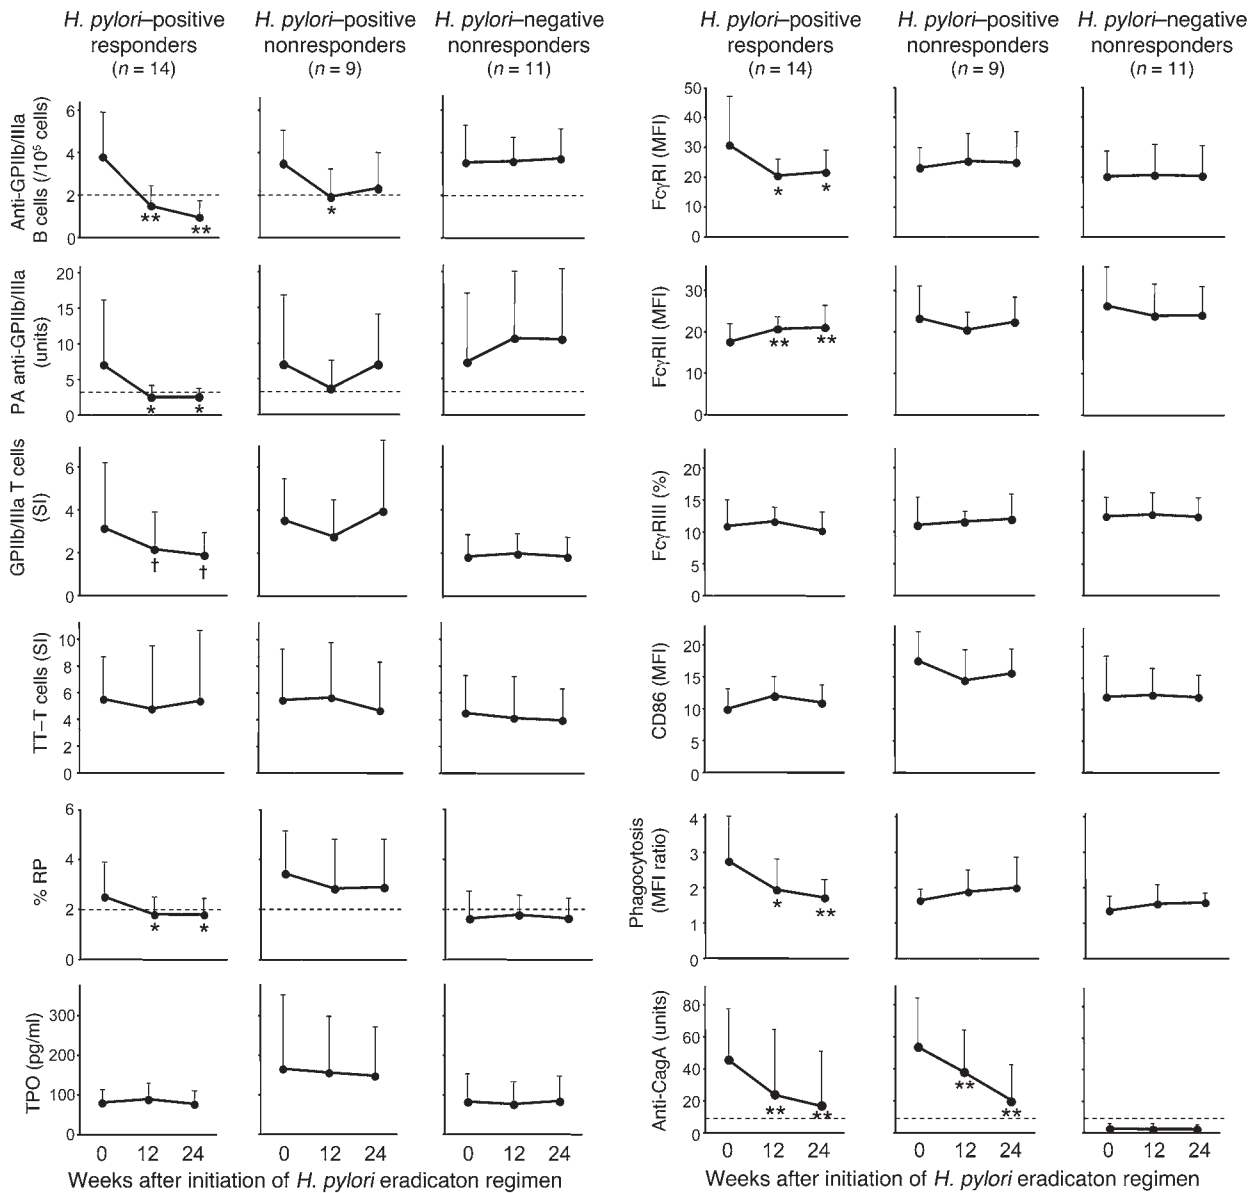 H. pylori–positive responders (n = 14)
H. pylori–positive nonresponders (n = 9)
H. pylori–negative nonresponders (n = 11)
H. pylori–positive responders (n = 14)
H. pylori–positive nonresponders (n = 9)
H. pylori–negative nonresponders (n = 11)
Anti-GPIIb/IIIa
B cells (/10⁵ cells)
6
4
2
0
** **
*
FcγRI (MFI)
50
40
30
20
10
0
* *
PA anti-GPIIb/IIIa
(units)
20
15
10
5
0
* *
FcγRII (MFI)
30
20
10
0
** **
GPIIb/IIIa T cells
(SI)
6
4
2
0
† †
FcγRIII (%)
20
15
10
5
0
TT–T cells (SI)
10
8
6
4
2
0
CD86 (MFI)
20
15
10
5
0
% RP
6
4
2
0
* *
Phagocytosis
(MFI ratio)
4
3
2
1
0
* **
TPO (pg/ml)
300
200
100
0
Anti-CagA (units)
80
60
40
20
0
** **
** **
0 12 24 0 12 24 0 12 24
0 12 24 0 12 24 0 12 24
Weeks after initiation of H. pylori eradicaton regimen
Weeks after initiation of H. pylori eradicaton regimen